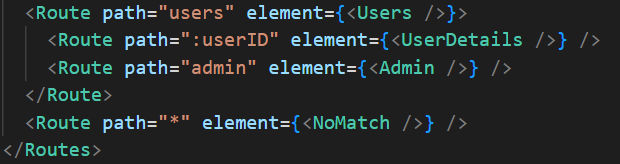 <Route path="users" element={<Users />}>
<Route path=":userID" element={<UserDetails />} />
<Route path="admin" element={<Admin />} />
</Route>
<Route path="*" element={<NoMatch />} />
</Routes>